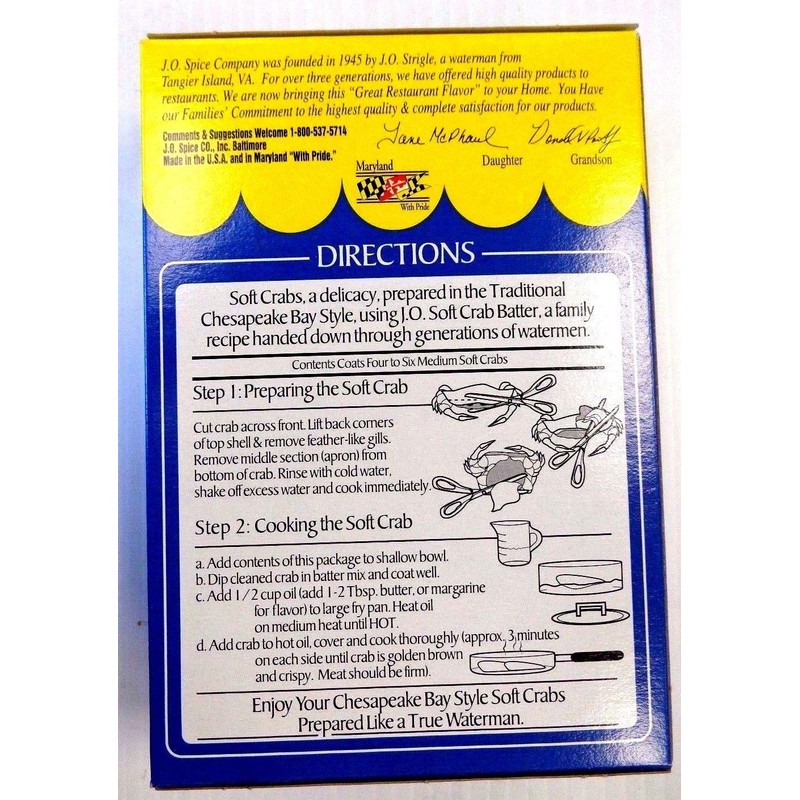 J.O. Spice Company was founded in 1945 by J.O. Strigle, a waterman from
Tangier Island, VA. For over three generations, we have offered high quality products to
restaurants. We are now bringing this "Great Restaurant Flavor" to your Home. You Have
our Families' Commitment to the highest quality & complete satisfaction for our products.
Comments & Suggestions Welcome 1-800-537-5714
J.O. Spice CO., Inc. Baltimore
Made in the U.S.A. and in Maryland "With Pride."
Jane McPhaul
Daughter
Grandson
Maryland
With Pride
DIRECTIONS
Soft Crabs, a delicacy, prepared in the Traditional
Chesapeake Bay Style, using J.O. Soft Crab Batter, a family
recipe handed down through generations of watermen.
Contents Coats Four to Six Medium Soft Crabs
Step 1: Preparing the Soft Crab
Cut crab across front. Lift back corners
of top shell & remove feather-like gills.
Remove middle section (apron) from
bottom of crab. Rinse with cold water,
shake off excess water and cook immediately.
Step 2: Cooking the Soft Crab
a. Add contents of this package to shallow bowl.
b. Dip cleaned crab in batter mix and coat well.
c. Add 1/2 cup oil (add 1-2 Tbsp. butter, or margarine
for flavor) to large fry pan. Heat oil
on medium heat until HOT.
d. Add crab to hot oil, cover and cook thoroughly (approx. 3 minutes
on each side until crab is golden brown
and crispy. Meat should be firm).
Enjoy Your Chesapeake Bay Style Soft Crabs
Prepared Like a True Waterman.